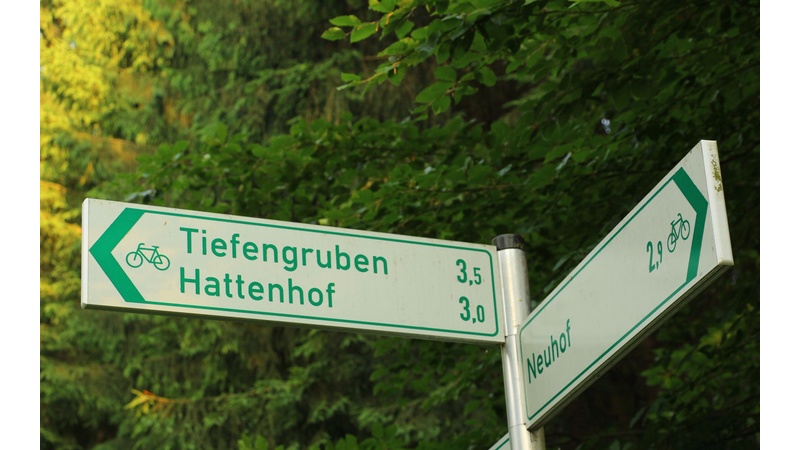 Tiefengruben 3,5
Hattenhof 3,0
Neuhof 2,9